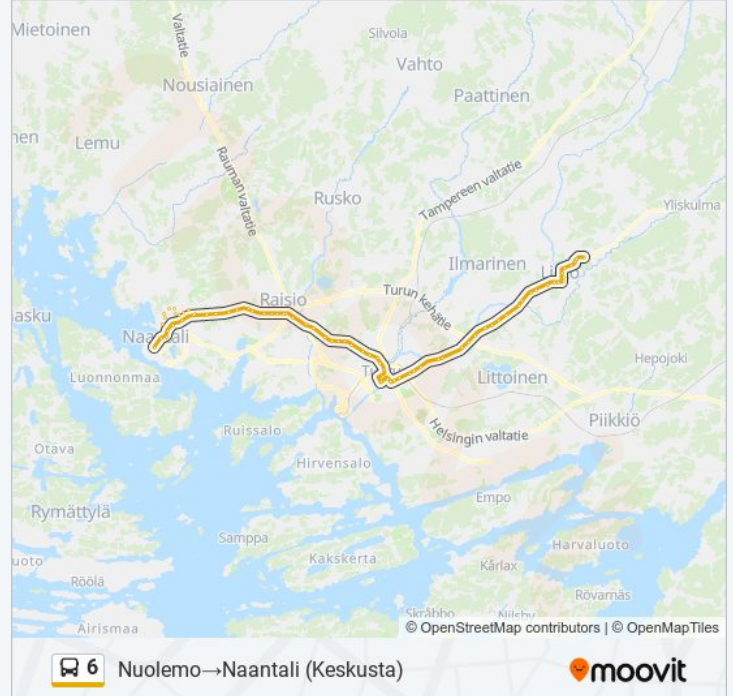 Mietoinen
Valtatie
Silvola
Vahto
Nousiainen
Paattinen
Lemu
Rauman valtatie
Rusko
Tampereen valtatie
Yliskulma
Ilmarinen
Raisio
Turun kehätie
Naantali
Luonnonmaa
Littoinen
Hepojoki
Piikkiö
Ruissalo
Helsingin valtatie
Otava
Hirvensalo
Empo
Rymättylä
Samppa
Kakskerta
Harvaluoto
Kårlax
Röölä
Rövarnäs
Airismaa
Skråbbo
© OpenStreetMap contributors | © OpenMapTiles
6 Nuolemo→Naantali (Keskusta)
moovit